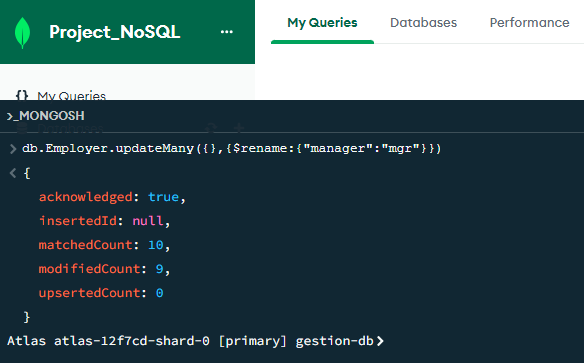 Project_NoSQL ...
My Queries Databases Performance
{} My Queries
>_MONGOSH
> db.Employer.updateMany({},{$rename:{"manager":"mgr"}})
< {
acknowledged: true,
insertedId: null,
matchedCount: 10,
modifiedCount: 9,
upsertedCount: 0
}
Atlas atlas-12f7cd-shard-0 [primary] gestion-db>